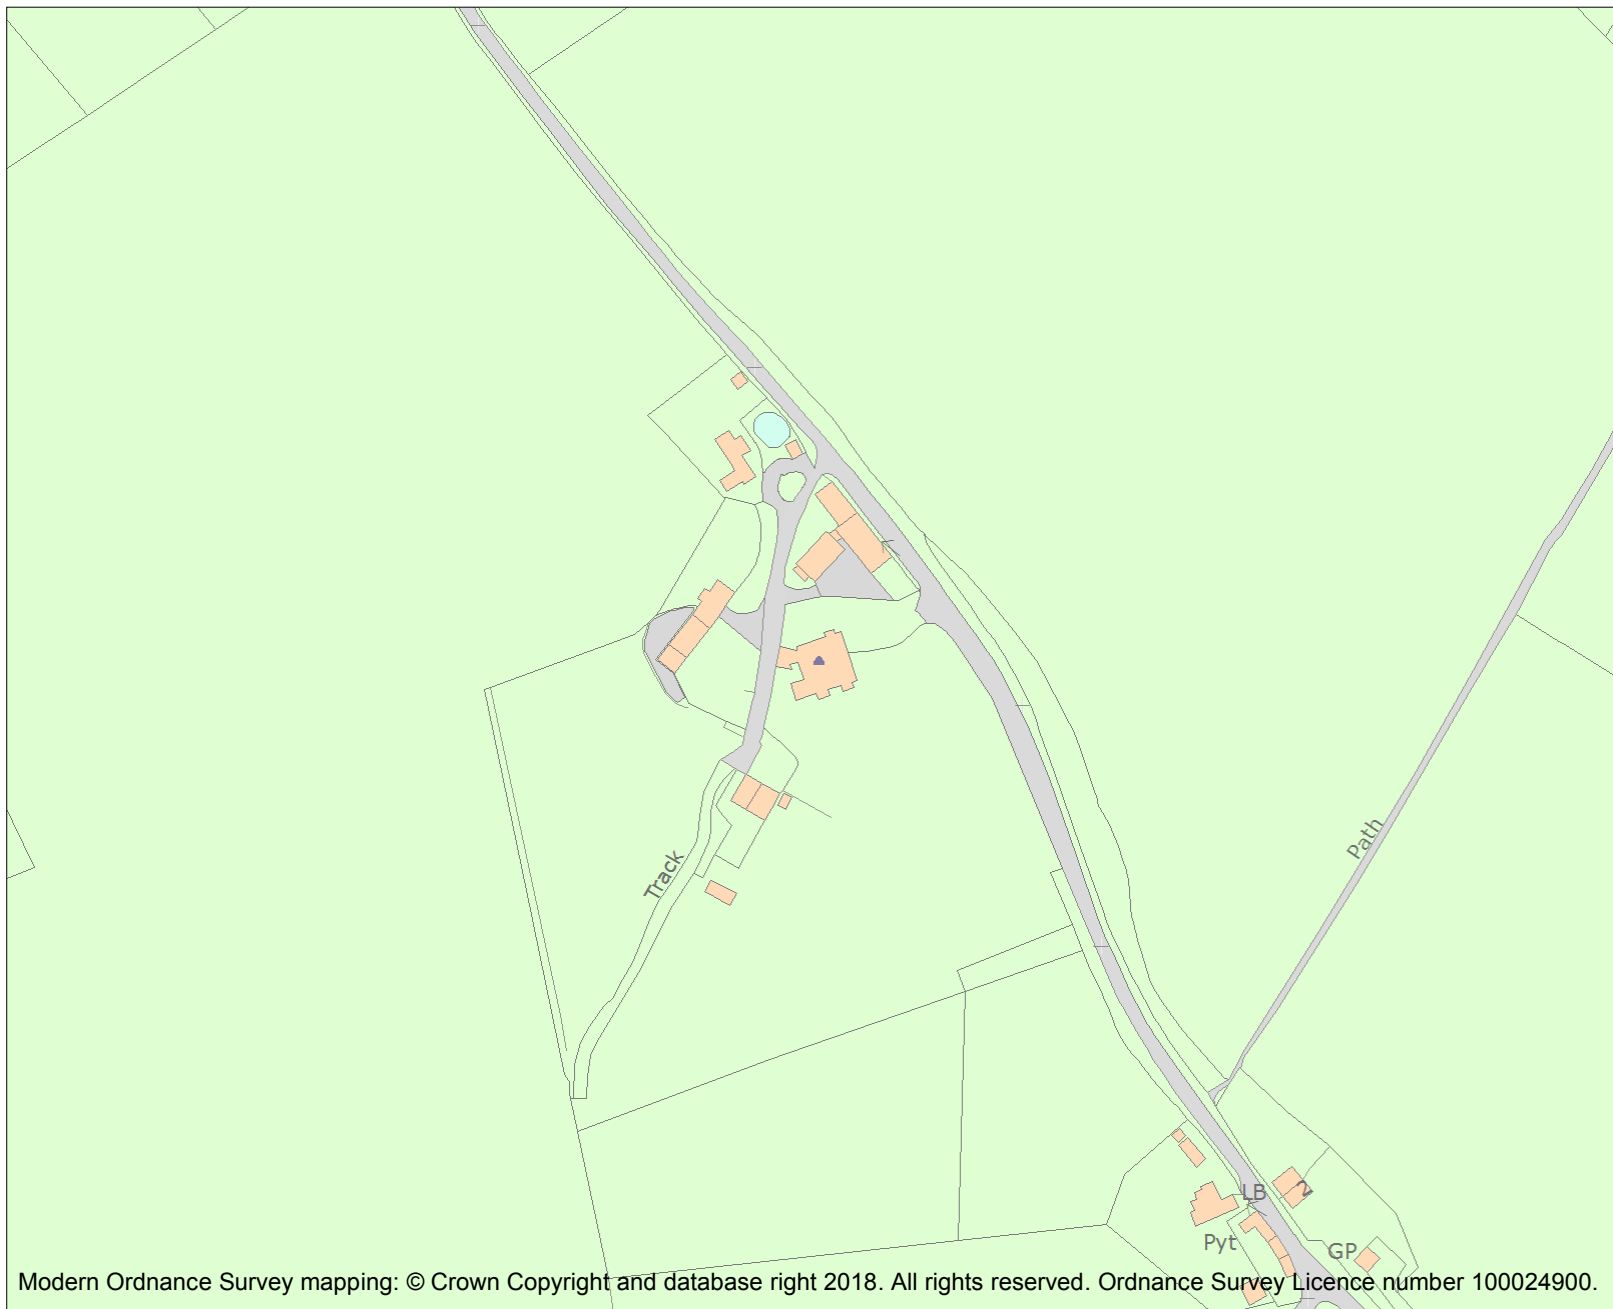 Path
Track
LB
2
Pyt
GP
Modern Ordnance Survey mapping: © Crown Copyright and database right 2018. All rights reserved. Ordnance Survey Licence number 100024900.